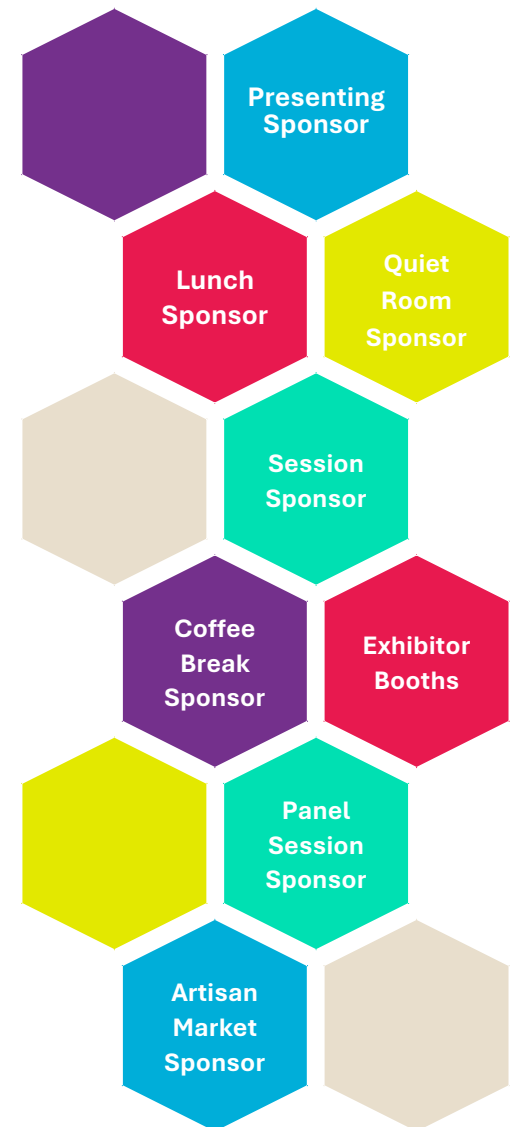 Presenting
Sponsor
Lunch
Sponsor
Quiet
Room
Sponsor
Session
Sponsor
Coffee
Break
Sponsor
Exhibitor
Booths
Panel
Session
Sponsor
Artisan
Market
Sponsor